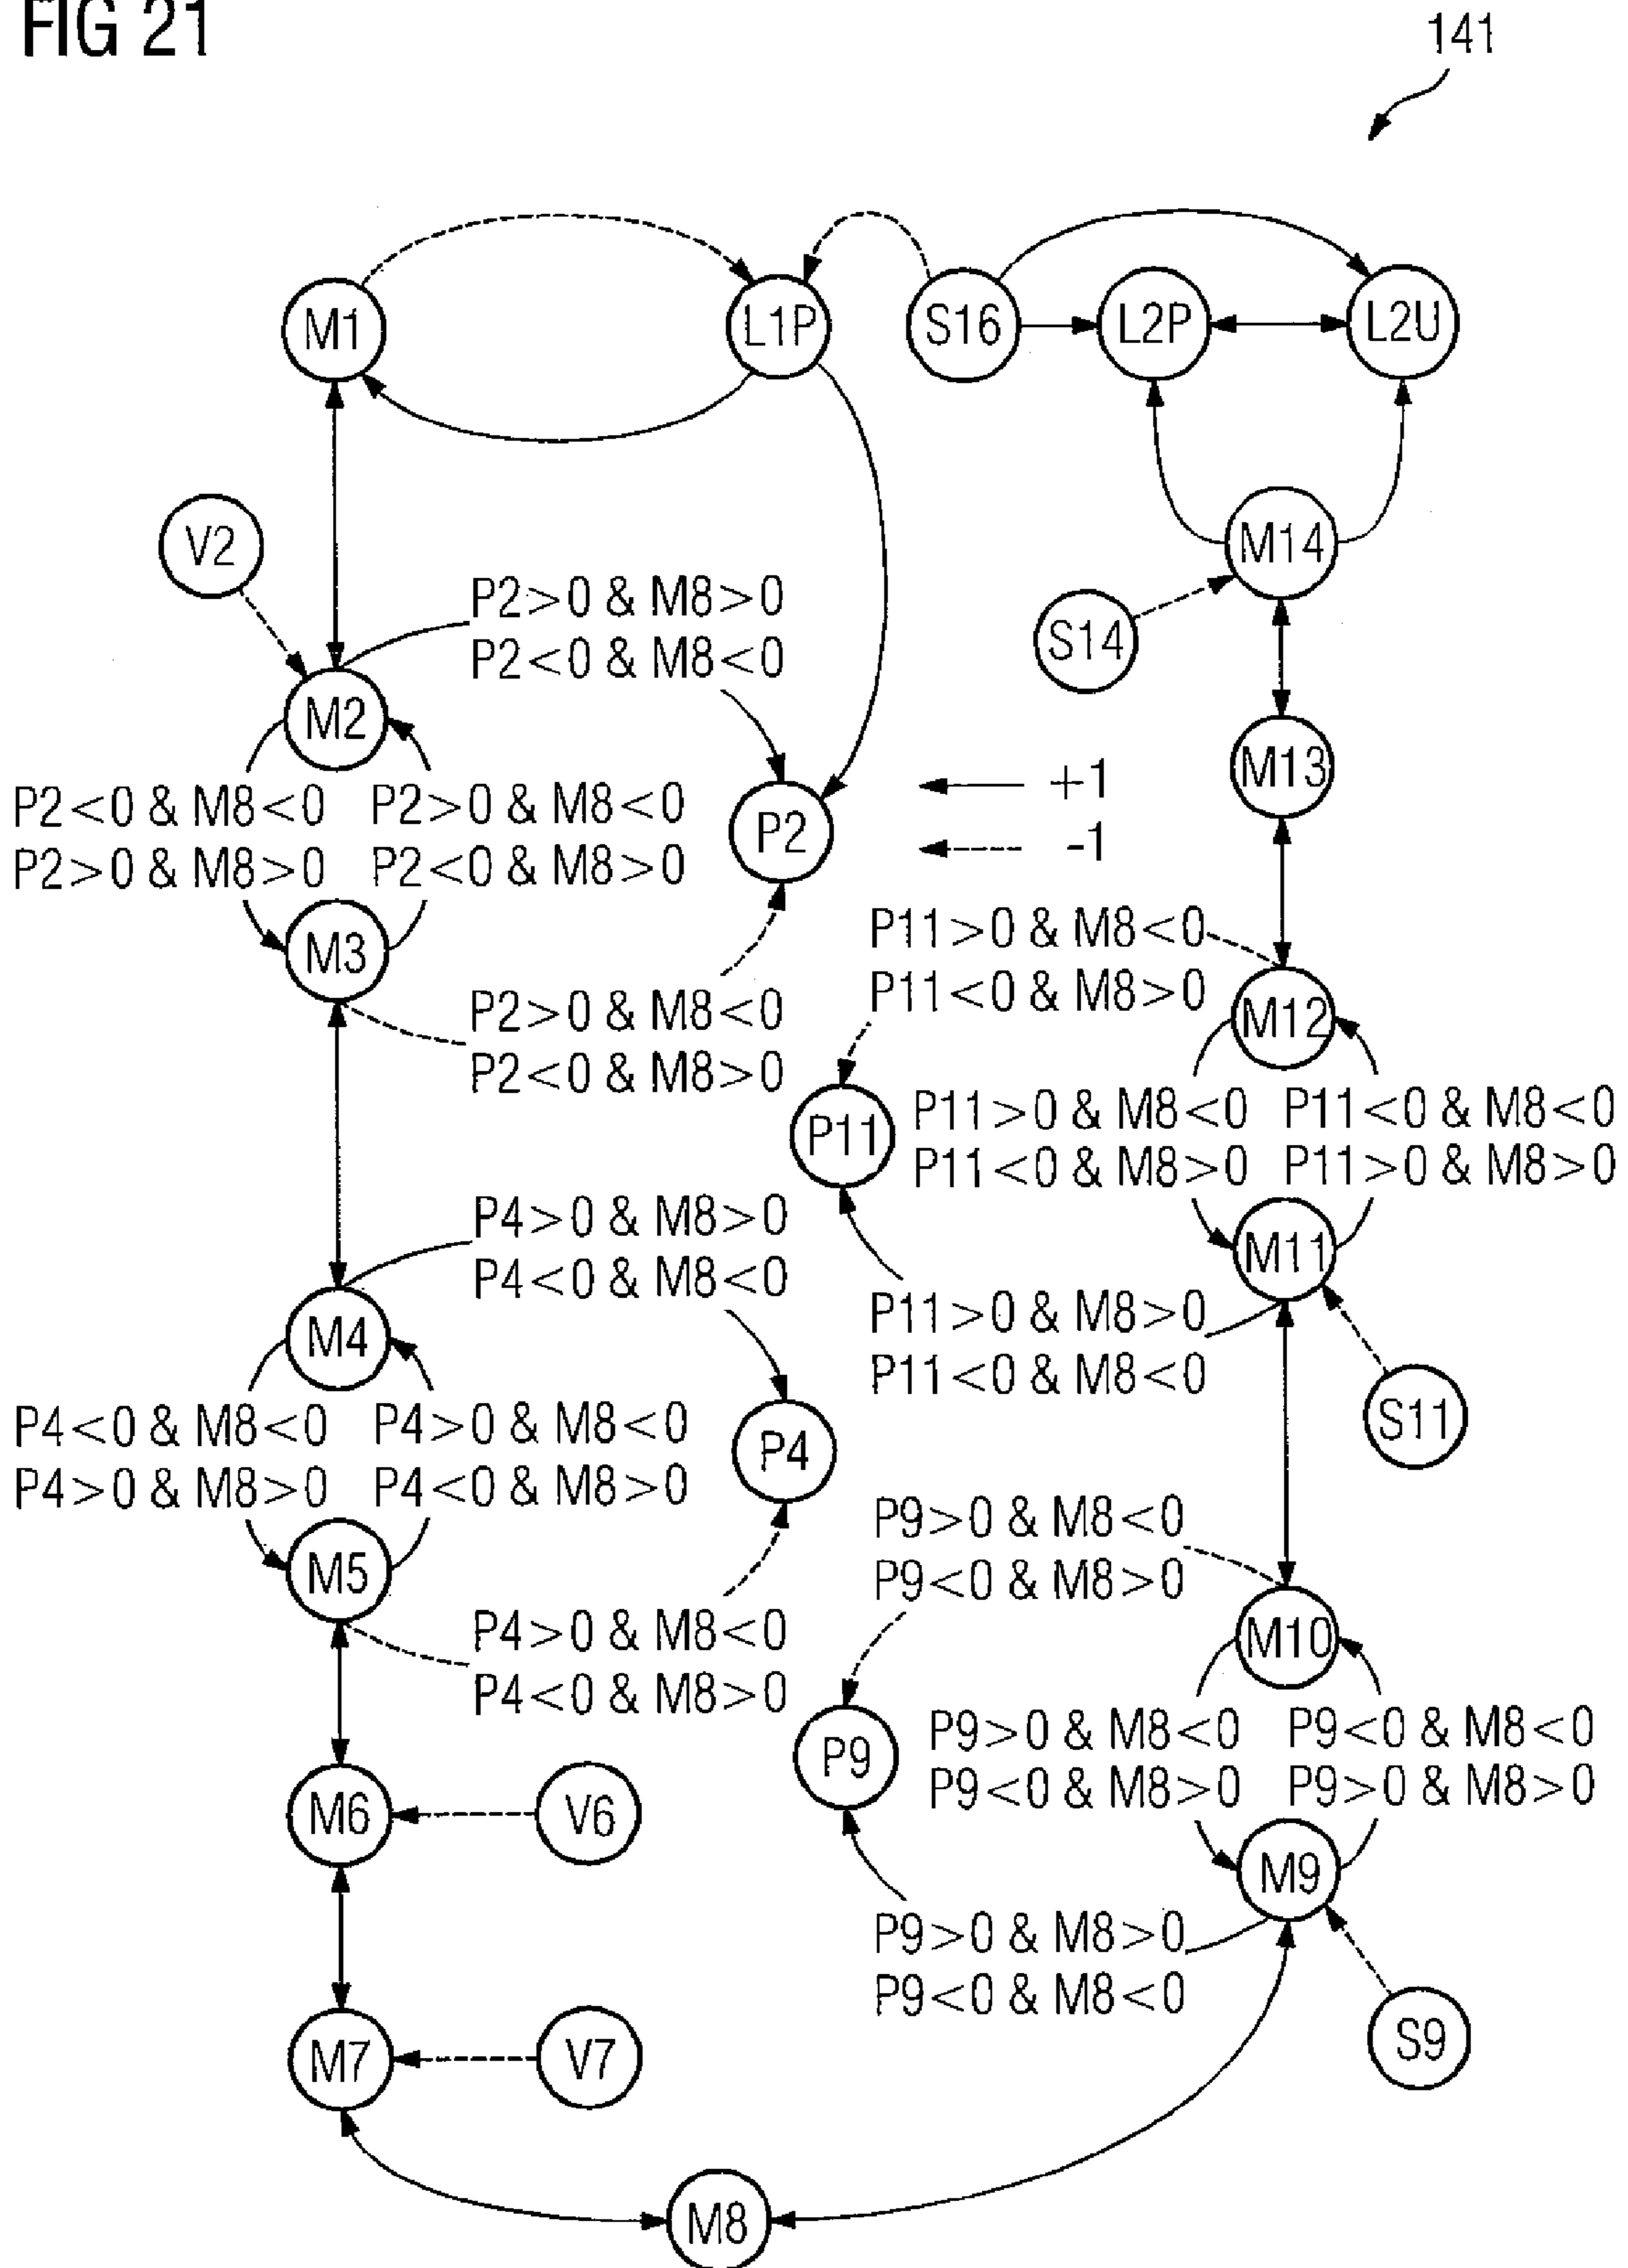 FIG 21
141
M1
L1P
S16
L2P
L2U
V2
M14
S14
P2>0 & M8>0
P2<0 & M8<0
M2
M13
P2<0 & M8<0
P2>0 & M8>0
P2>0 & M8<0
P2<0 & M8>0
P2
+1
-1
M3
P2>0 & M8<0
P2<0 & M8>0
P11>0 & M8<0
P11<0 & M8>0
M12
P11
P11>0 & M8<0
P11<0 & M8>0
P11<0 & M8<0
P11>0 & M8>0
M11
P4>0 & M8>0
P4<0 & M8<0
P11>0 & M8>0
P11<0 & M8<0
M4
S11
P4<0 & M8<0
P4>0 & M8>0
P4>0 & M8<0
P4<0 & M8>0
P4
P9>0 & M8<0
P9<0 & M8>0
M5
M10
P4>0 & M8<0
P4<0 & M8>0
P9
P9>0 & M8<0
P9<0 & M8>0
P9<0 & M8<0
P9>0 & M8>0
M6
V6
M9
P9>0 & M8>0
P9<0 & M8<0
M7
V7
S9
M8